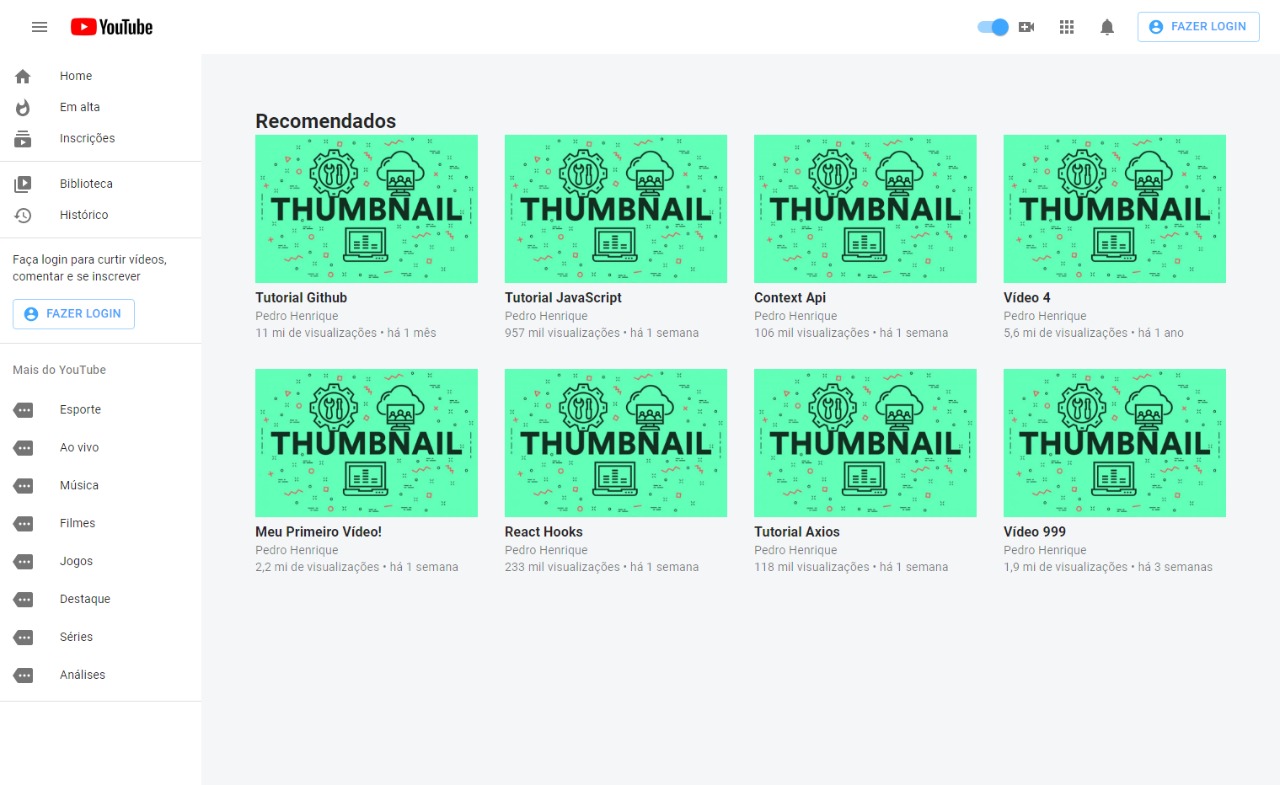 YouTube
FAZER LOGIN
Home
Em alta
Inscrições
Biblioteca
Histórico
Faça login para curtir vídeos,
comentar e se inscrever
FAZER LOGIN
Mais do YouTube
Esporte
Ao vivo
Música
Filmes
Jogos
Destaque
Séries
Análises
Recomendados
THUMBNAIL
Tutorial Github
Pedro Henrique
11 mi de visualizações • há 1 mês
THUMBNAIL
Tutorial JavaScript
Pedro Henrique
957 mil visualizações • há 1 semana
THUMBNAIL
Context Api
Pedro Henrique
106 mil visualizações • há 1 semana
THUMBNAIL
Vídeo 4
Pedro Henrique
5,6 mi de visualizações • há 1 ano
THUMBNAIL
Meu Primeiro Vídeo!
Pedro Henrique
2,2 mi de visualizações • há 1 semana
THUMBNAIL
React Hooks
Pedro Henrique
233 mil visualizações • há 1 semana
THUMBNAIL
Tutorial Axios
Pedro Henrique
118 mil visualizações • há 1 semana
THUMBNAIL
Vídeo 999
Pedro Henrique
1,9 mi de visualizações • há 3 semanas